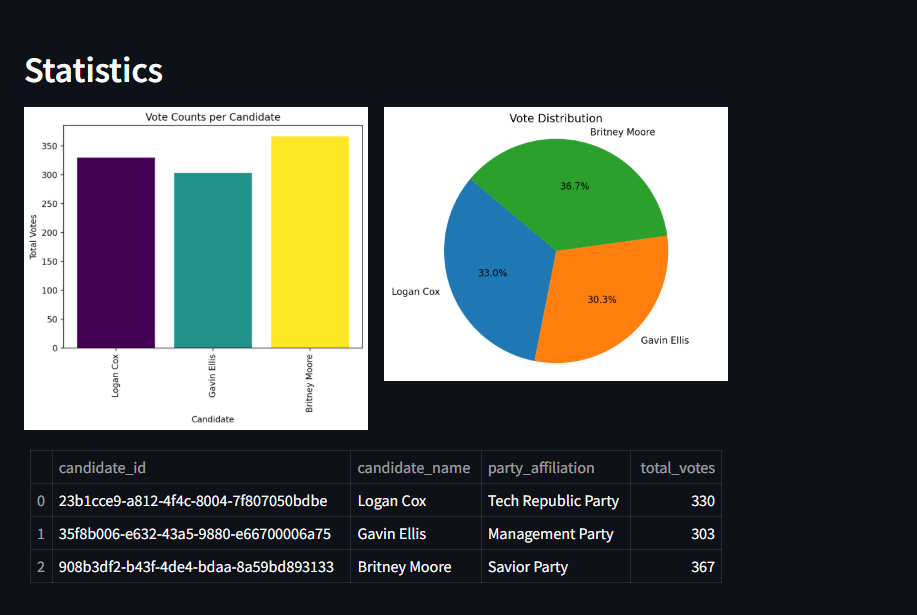 Statistics
Vote Counts per Candidate
350
300
250
200
150
100
50
0
Total Votes
Logan Cox
Gavin Ellis
Britney Moore
Candidate
Vote Distribution
Britney Moore
36.7%
33.0%
Logan Cox
30.3%
Gavin Ellis
candidate_id candidate_name party_affiliation total_votes
0 23b1cce9-a812-4f4c-8004-7f807050bdbe Logan Cox Tech Republic Party 330
1 35f8b006-e632-43a5-9880-e66700006a75 Gavin Ellis Management Party 303
2 908b3df2-b43f-4de4-bdaa-8a59bd893133 Britney Moore Savior Party 367